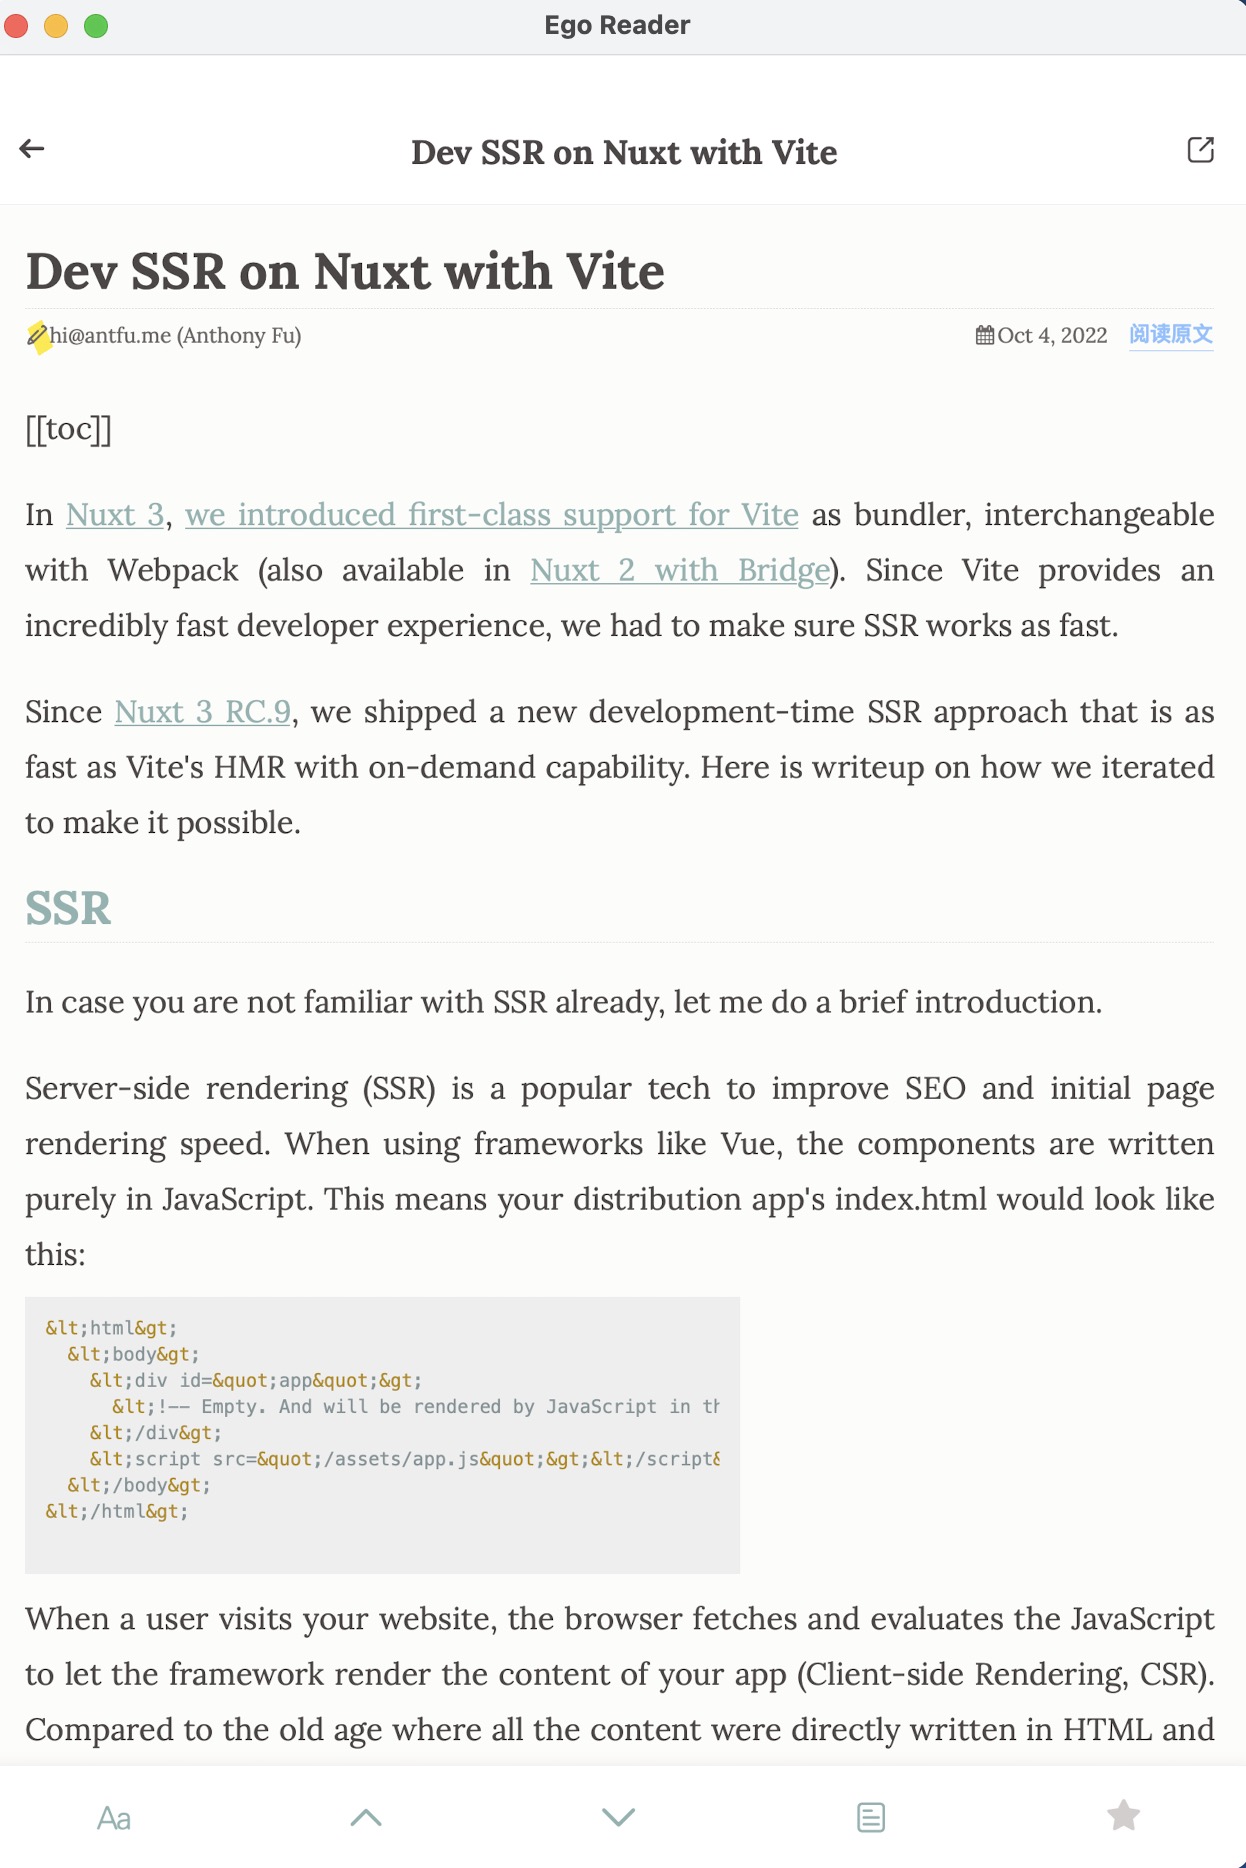 Ego Reader
Dev SSR on Nuxt with Vite
Dev SSR on Nuxt with Vite
hi@antfu.me (Anthony Fu) Oct 4, 2022 阅读原文
[[toc]]
In Nuxt 3, we introduced first-class support for Vite as bundler, interchangeable
with Webpack (also available in Nuxt 2 with Bridge). Since Vite provides an
incredibly fast developer experience, we had to make sure SSR works as fast.
Since Nuxt 3 RC.9, we shipped a new development-time SSR approach that is as
fast as Vite's HMR with on-demand capability. Here is writeup on how we iterated
to make it possible.
SSR
In case you are not familiar with SSR already, let me do a brief introduction.
Server-side rendering (SSR) is a popular tech to improve SEO and initial page
rendering speed. When using frameworks like Vue, the components are written
purely in JavaScript. This means your distribution app's index.html would look like
this:
&lt;html&gt;
&lt;body&gt;
&lt;div id=&quot;app&quot;&gt;
&lt;!-- Empty. And will be rendered by JavaScript in th
&lt;/div&gt;
&lt;script src=&quot;/assets/app.js&quot;&gt;&lt;/script&
&lt;/body&gt;
&lt;/html&gt;
When a user visits your website, the browser fetches and evaluates the JavaScript
to let the framework render the content of your app (Client-side Rendering, CSR).
Compared to the old age where all the content were directly written in HTML and
Aa